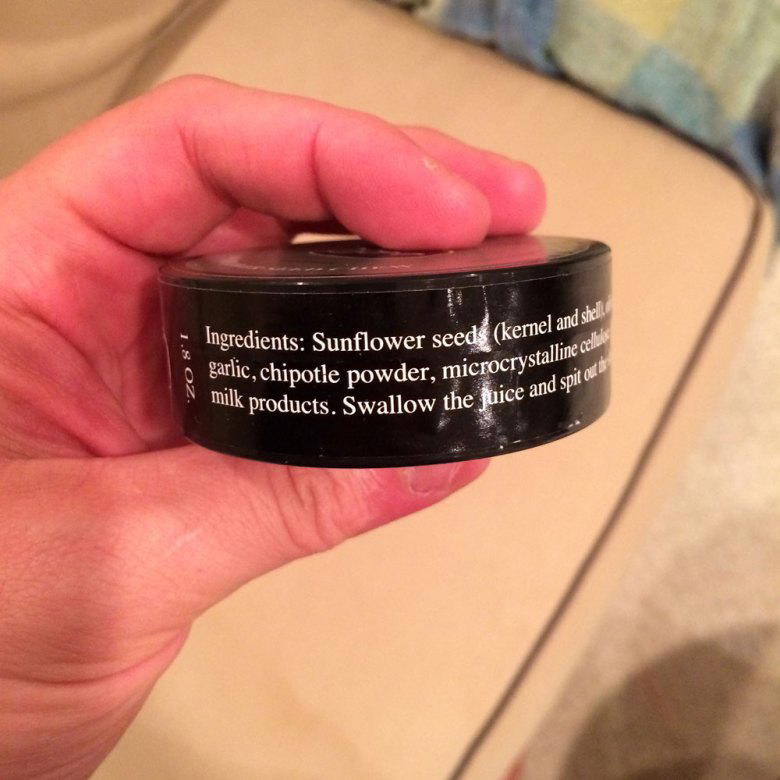 Ingredients: Sunflower seeds (kernel and shell),
garlic, chipotle powder, microcrystalline
milk products. Swallow the juice and spit out
1.8 OZ.